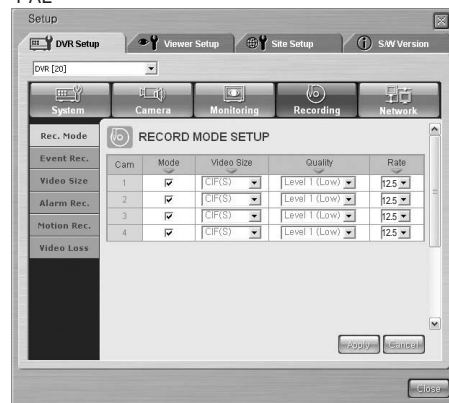 PAL
Setup
DVR Setup Viewer Setup Site Setup S/W Version
DVR [20]
System Camera Monitoring Recording Network
Rec. Mode
Event Rec.
Video Size
Alarm Rec.
Motion Rec.
Video Loss
RECORD MODE SETUP
Cam Mode Video Size Quality Rate
1 CIF(S) Level 1 (Low) 12.5
2 CIF(S) Level 1 (Low) 12.5
3 CIF(S) Level 1 (Low) 12.5
4 CIF(S) Level 1 (Low) 12.5
Apply Cancel
Close